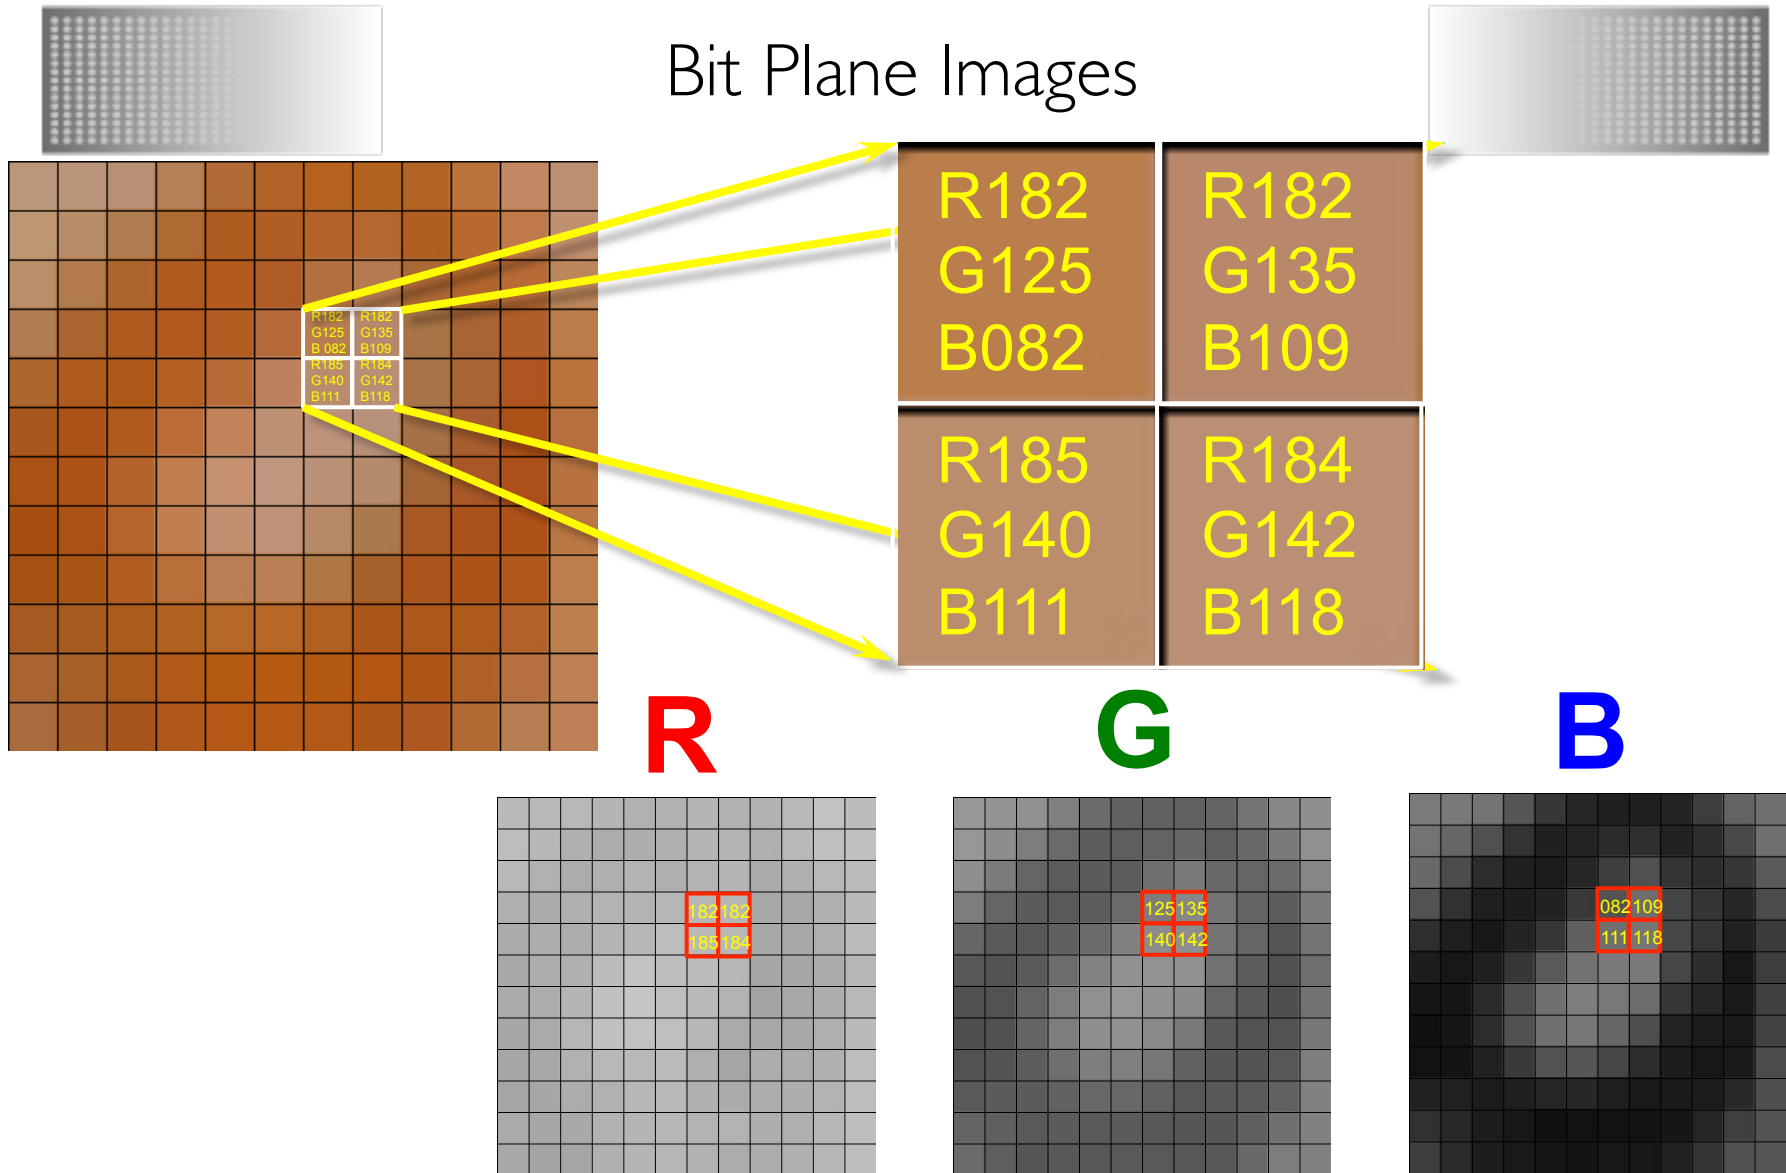 Bit Plane Images
R182
G125
B 082
R182
G135
B109
R185
G140
B111
R184
G142
B118
R182
G125
B082
R182
G135
B109
R185
G140
B111
R184
G142
B118
R
G
B
182 182
185 184
125 135
140 142
082 109
111 118